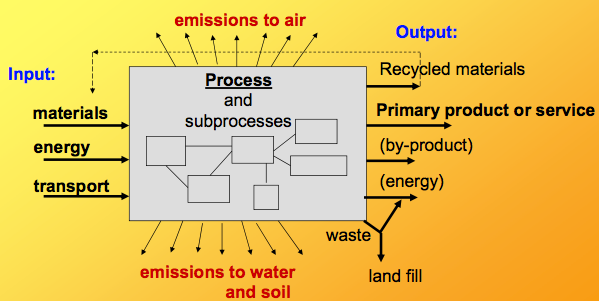 emissions to air
Output:
Input:
Process
and
subprocesses
Recycled materials
materials
Primary product or service
energy
(by-product)
transport
(energy)
waste
emissions to water
and soil
land fill